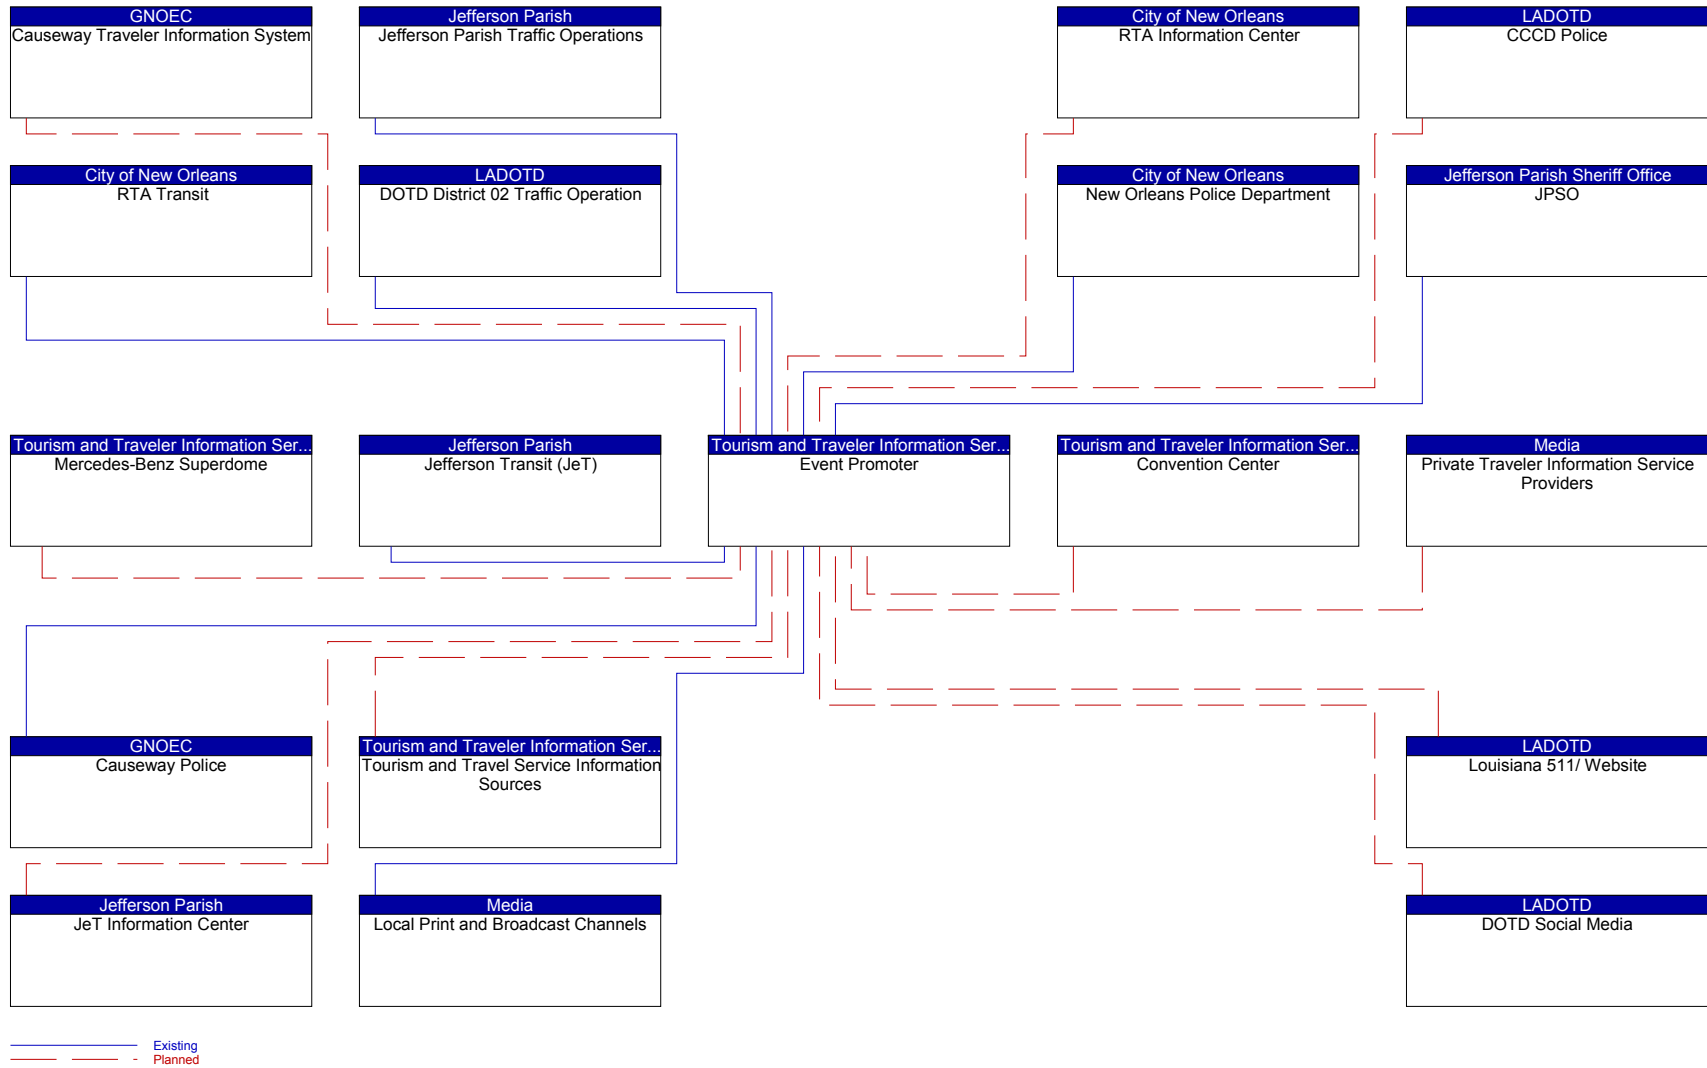 GNOEC
Causeway Traveler Information System
Jefferson Parish
Jefferson Parish Traffic Operations
City of New Orleans
RTA Information Center
LADOTD
CCCD Police
City of New Orleans
RTA Transit
LADOTD
DOTD District 02 Traffic Operation
City of New Orleans
New Orleans Police Department
Jefferson Parish Sheriff Office
JPSO
Tourism and Traveler Information Ser...
Mercedes-Benz Superdome
Jefferson Parish
Jefferson Transit (JeT)
Tourism and Traveler Information Ser...
Event Promoter
Tourism and Traveler Information Ser...
Convention Center
Media
Private Traveler Information Service
Providers
GNOEC
Causeway Police
Tourism and Traveler Information Ser...
Tourism and Travel Service Information
Sources
LADOTD
Louisiana 511/ Website
Jefferson Parish
JeT Information Center
Media
Local Print and Broadcast Channels
LADOTD
DOTD Social Media
Existing
Planned